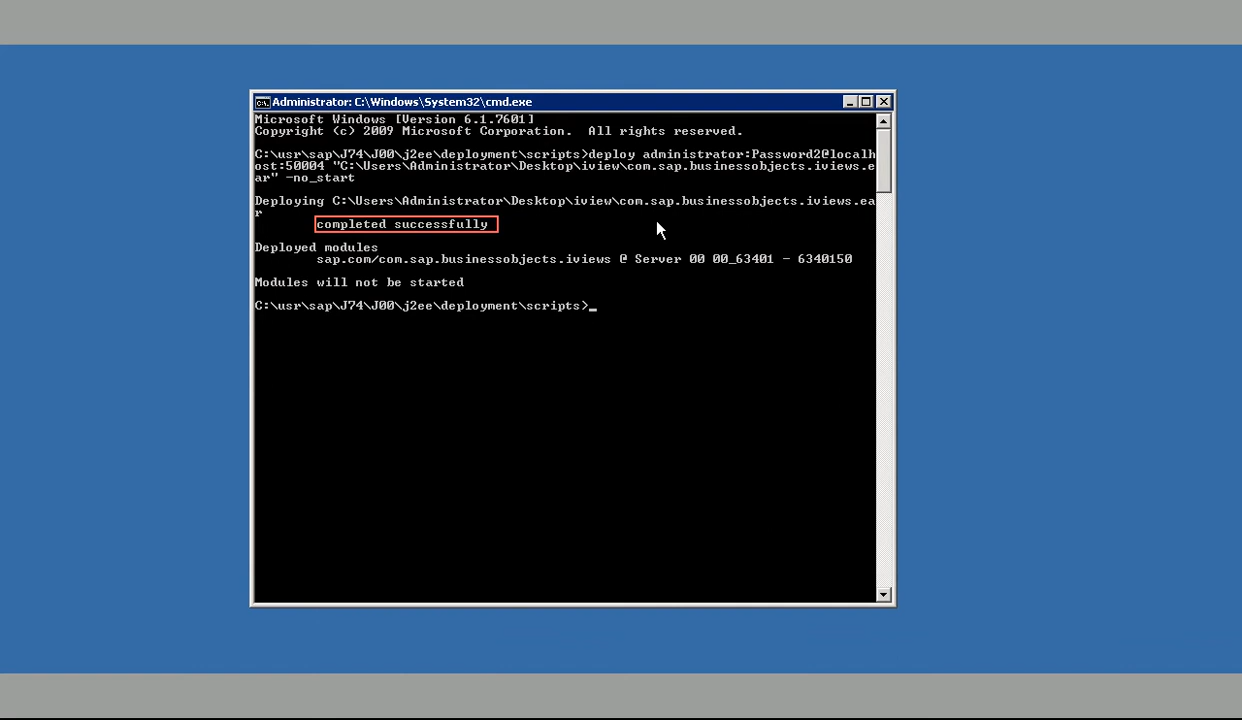 Administrator: C:\Windows\System32\cmd.exe
Microsoft Windows [Version 6.1.7601]
Copyright (c) 2009 Microsoft Corporation.  All rights reserved.
C:\usr\sap\J74\J00\j2ee\deployment\scripts>deploy administrator:Password2@localh
ost:50004 "C:\Users\Administrator\Desktop\iview\com.sap.businessobjects.iviews.e
ar" -no_start
Deploying C:\Users\Administrator\Desktop\iview\com.sap.businessobjects.iviews.ea
r
completed successfully
Deployed modules
sap.com/com.sap.businessobjects.iviews @ Server 00 00_63401 - 6340150
Modules will not be started
C:\usr\sap\J74\J00\j2ee\deployment\scripts>_